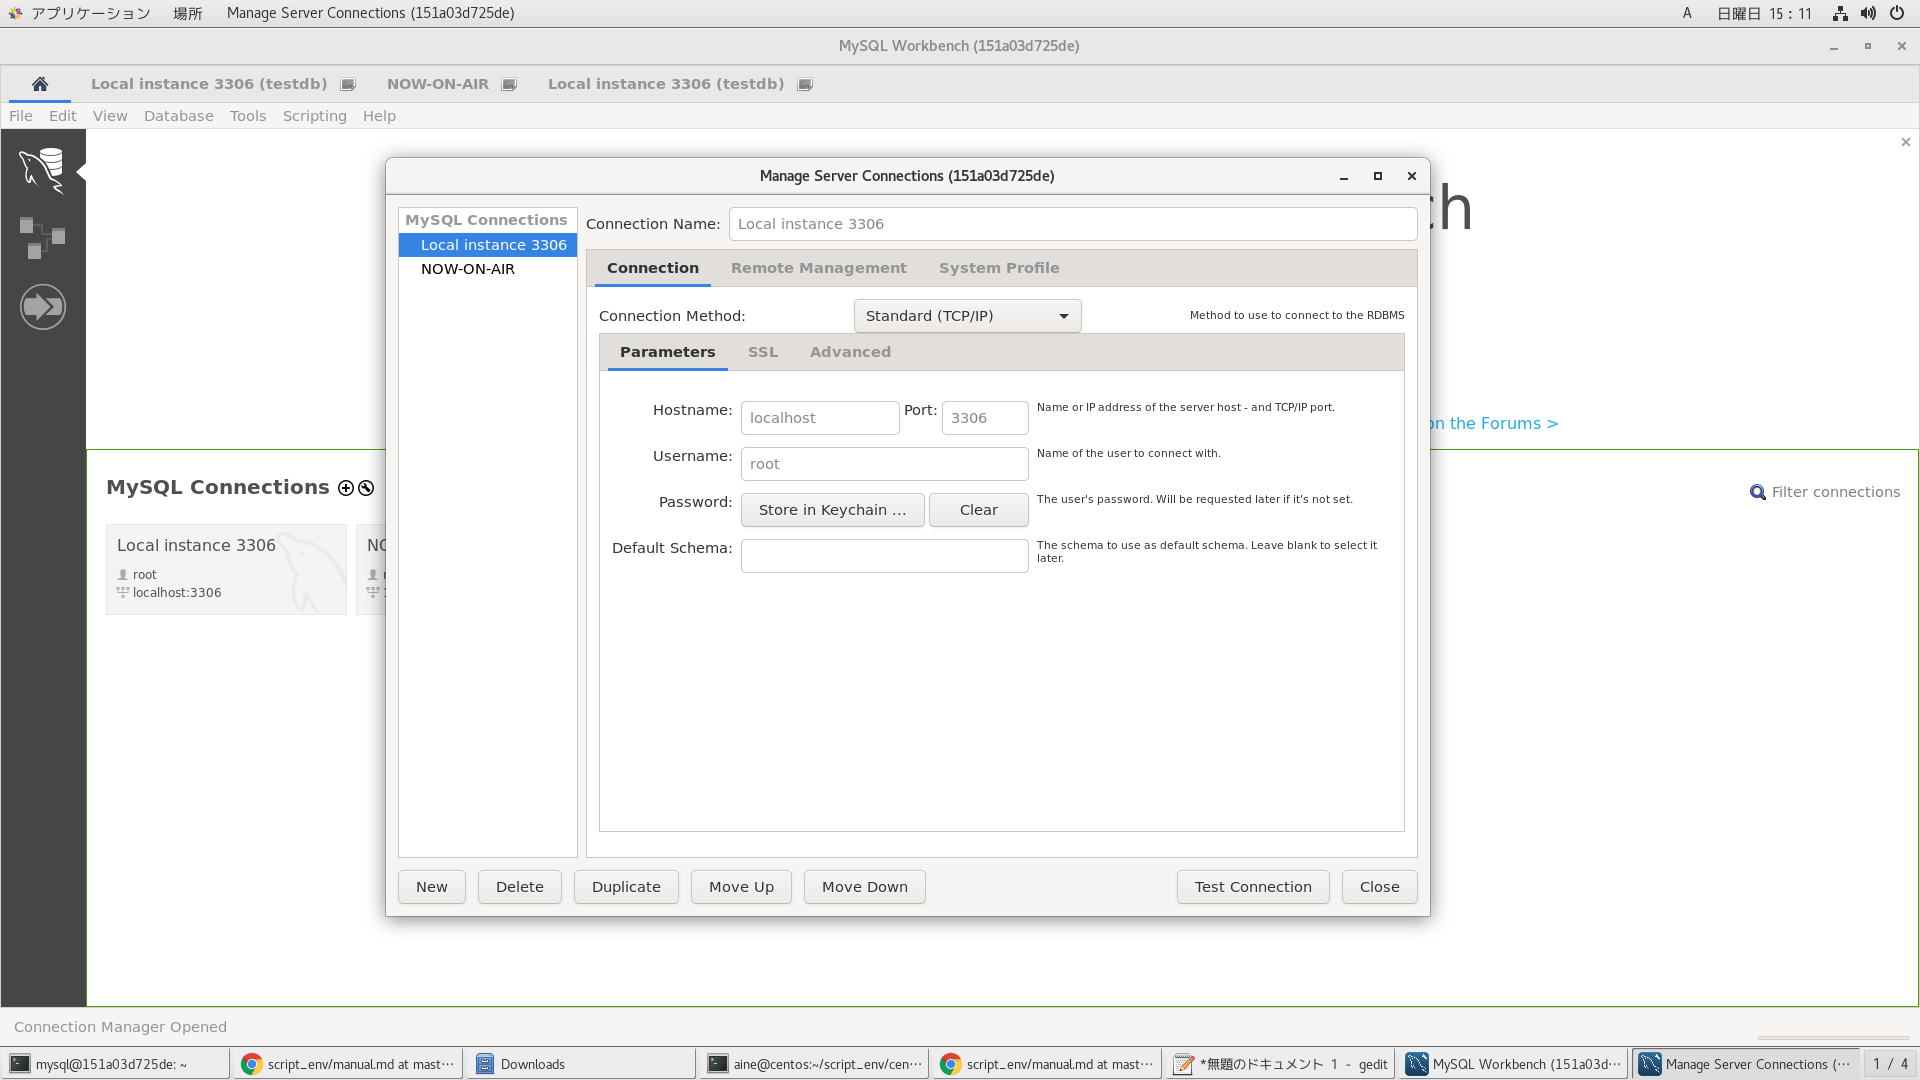 アプリケーション 場所 Manage Server Connections (151a03d725de) A 日曜日 15：11
MySQL Workbench (151a03d725de)
Local instance 3306 (testdb) NOW-ON-AIR Local instance 3306 (testdb)
File Edit View Database Tools Scripting Help
Manage Server Connections (151a03d725de)
ch
MySQL Connections
Local instance 3306
NOW-ON-AIR
Connection Name: Local instance 3306
Connection Remote Management System Profile
Connection Method: Standard (TCP/IP) Method to use to connect to the RDBMS
Parameters SSL Advanced
Hostname: localhost Port: 3306 Name or IP address of the server host - and TCP/IP port.
Username: root Name of the user to connect with.
Password: Store in Keychain ... Clear The user's password. Will be requested later if it's not set.
Default Schema: The schema to use as default schema. Leave blank to select it
later.
New Delete Duplicate Move Up Move Down Test Connection Close
on the Forums >
MySQL Connections Filter connections
Local instance 3306
root
localhost:3306
Connection Manager Opened
mysql@151a03d725de: ~ script_env/manual.md at mast… Downloads aine@centos:~/script_env/cen… script_env/manual.md at mast… *無題のドキュメント 1 - gedit MySQL Workbench (151a03d… Manage Server Connections (… 1 / 4